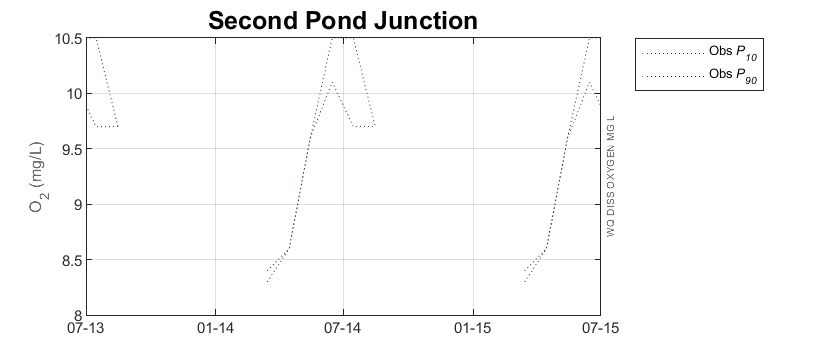 Second Pond Junction
10.5
10
9.5
9
8.5
8
O2 (mg/L)
07-13
01-14
07-14
01-15
07-15
WQ DISS OXYGEN MG L
Obs P10
Obs P90